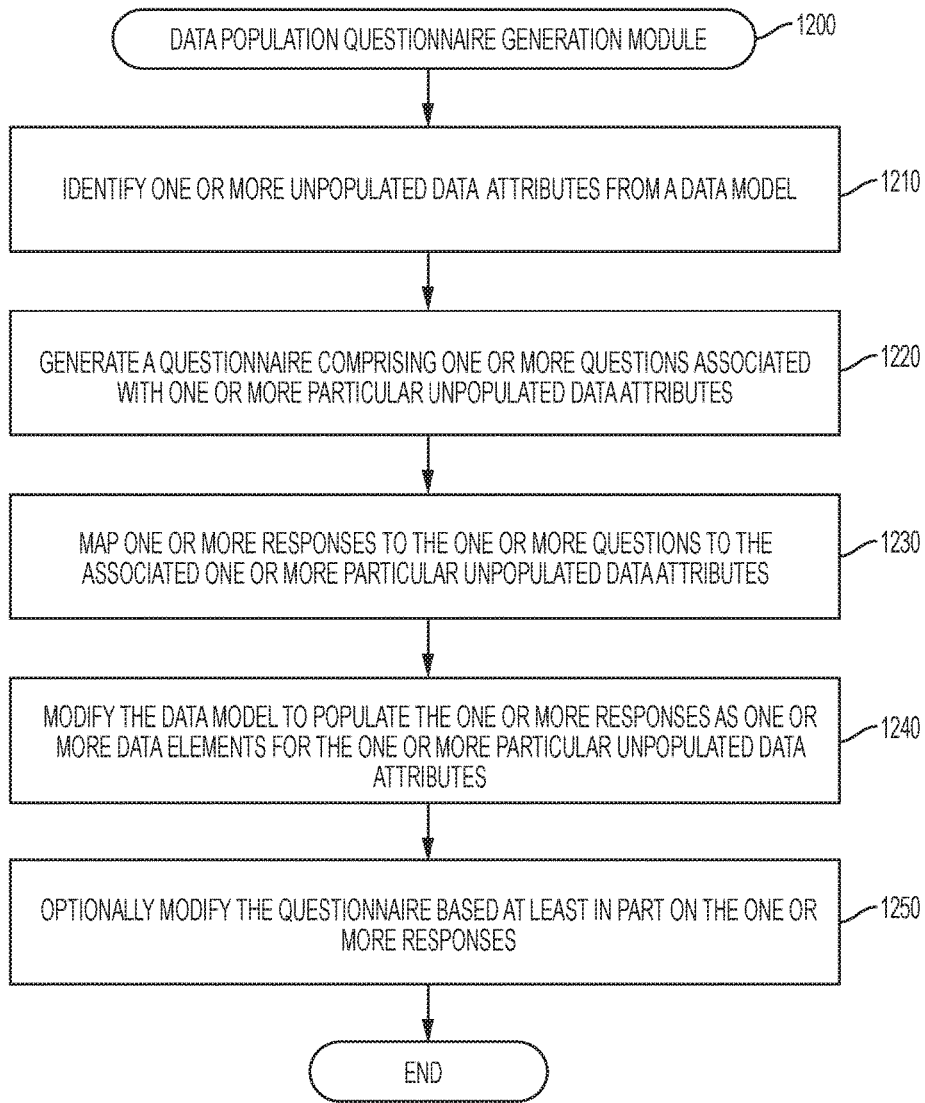 DATA POPULATION QUESTIONNAIRE GENERATION MODULE
1200
IDENTIFY ONE OR MORE UNPOPULATED DATA ATTRIBUTES FROM A DATA MODEL
1210
GENERATE A QUESTIONNAIRE COMPRISING ONE OR MORE QUESTIONS ASSOCIATED
WITH ONE OR MORE PARTICULAR UNPOPULATED DATA ATTRIBUTES
1220
MAP ONE OR MORE RESPONSES TO THE ONE OR MORE QUESTIONS TO THE
ASSOCIATED ONE OR MORE PARTICULAR UNPOPULATED DATA ATTRIBUTES
1230
MODIFY THE DATA MODEL TO POPULATE THE ONE OR MORE RESPONSES AS ONE OR
MORE DATA ELEMENTS FOR THE ONE OR MORE PARTICULAR UNPOPULATED DATA
ATTRIBUTES
1240
OPTIONALLY MODIFY THE QUESTIONNAIRE BASED AT LEAST IN PART ON THE ONE OR
MORE RESPONSES
1250
END